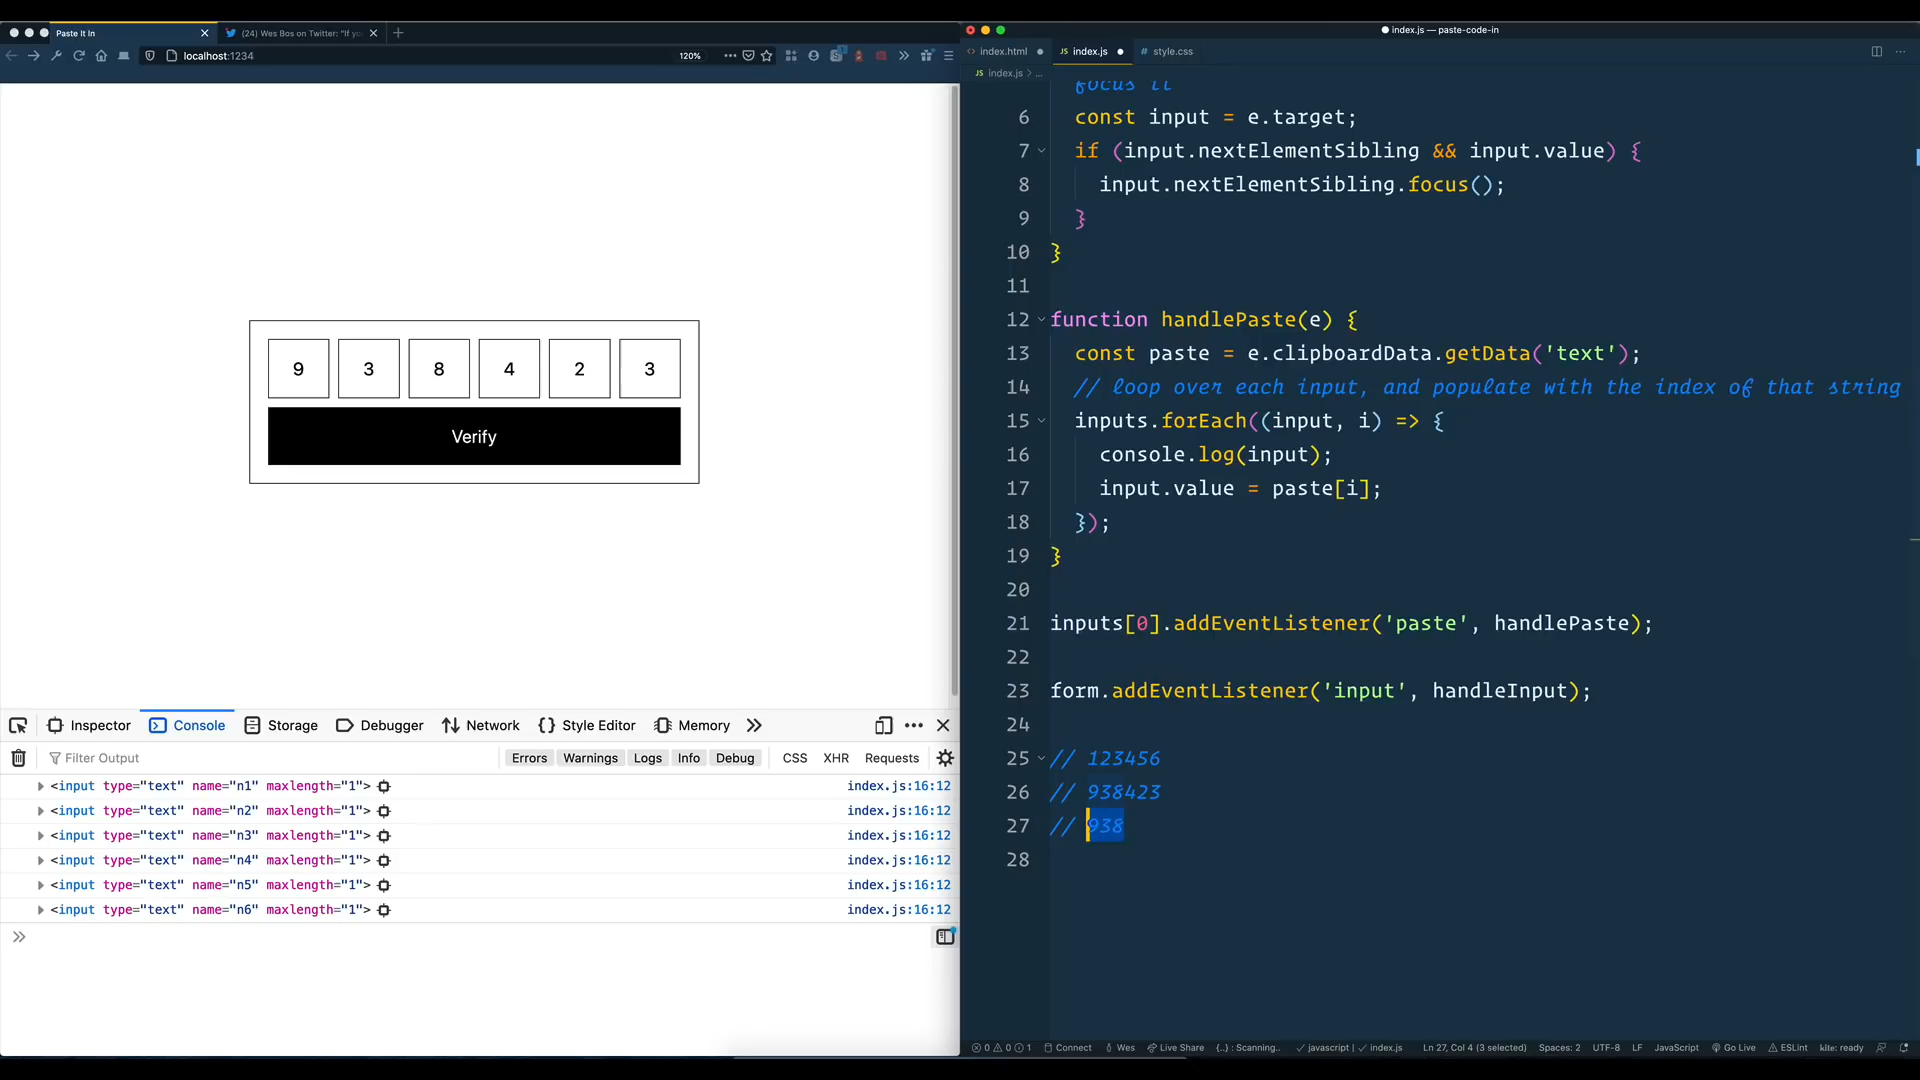 Paste It In
(24) Wes Bos on Twitter: "If yo
localhost:1234
120%
9 3 8 4 2 3
Verify
Inspector Console Storage Debugger Network Style Editor Memory
Filter Output Errors Warnings Logs Info Debug CSS XHR Requests
<input type="text" name="n1" maxlength="1"> index.js:16:12
<input type="text" name="n2" maxlength="1"> index.js:16:12
<input type="text" name="n3" maxlength="1"> index.js:16:12
<input type="text" name="n4" maxlength="1"> index.js:16:12
<input type="text" name="n5" maxlength="1"> index.js:16:12
<input type="text" name="n6" maxlength="1"> index.js:16:12
index.js — paste-code-in
index.html JS index.js # style.css
JS index.js > ...
focus it
6 const input = e.target;
7 if (input.nextElementSibling && input.value) {
8 input.nextElementSibling.focus();
9 }
10 }
11
12 function handlePaste(e) {
13 const paste = e.clipboardData.getData('text');
14 // loop over each input, and populate with the index of that string
15 inputs.forEach((input, i) => {
16 console.log(input);
17 input.value = paste[i];
18 });
19 }
20
21 inputs[0].addEventListener('paste', handlePaste);
22
23 form.addEventListener('input', handleInput);
24
25 // 123456
26 // 938423
27 // 938
28
0 0 1 Connect Wes Live Share {..} : Scanning.. javascript | index.js Ln 27, Col 4 (3 selected) Spaces: 2 UTF-8 LF JavaScript Go Live ESLint kite: ready